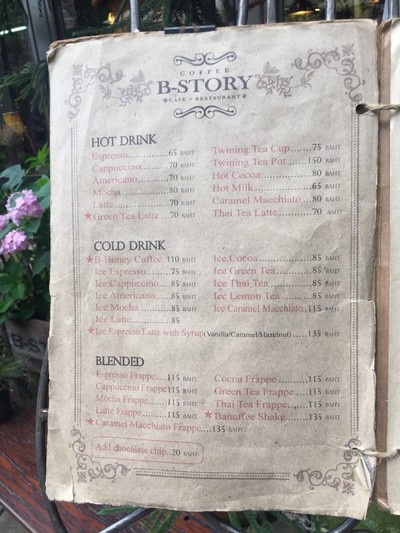 COFFEE
B-STORY
CAFE • RESTAURANT
HOT DRINK
Espresso.............65 BAHT
Cappuccino.........70 BAHT
Americano..........70 BAHT
Mocha................80 BAHT
Latte..................70 BAHT
★Green Tea Latte...70 BAHT
Twining Tea Cup......75 BAHT
Twining Tea Pot......150 BAHT
Hot Cocoa.............80 BAHT
Hot Milk................65 BAHT
Caramel Macchiato...80 BAHT
Thai Tea Latte.........70 BAHT
COLD DRINK
★B-Honey Coffee 110 BAHT
Ice Espresso.......75 BAHT
Ice Cappuccino....85 BAHT
Ice Americano.....85 BAHT
Ice Mocha..........85 BAHT
Ice Latte............85
Ice Cocoa..............85 BAHT
Ice Green Tea.........85 BAHT
Ice Thai Tea...........85 BAHT
Ice Lemon Tea........85 BAHT
Ice Caramel Macchiato.115 BAHT
★Ice Espresso Latte with Syrup(Vanilla/Caramel/Hazelnut) .....135 BAHT
BLENDED
Espresso Frappe....115 BAHT
Cappuccino Frappe115 BAHT
Mocha Frappe.......115 BAHT
Latte Frappe.........115 BAHT
★Caramel Macchiato Frappe....135 BAHT
Cocoa Frappe.........115 BAHT
Green Tea Frappe....115 BAHT
Thai Tea Frappe......115 BAHT
★Banoffee Shake......135 BAHT
Add chocolate chip..20 BAHT